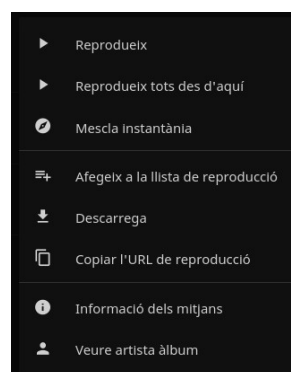 Reprodueix
Reprodueix tots des d'aquí
Mescla instantània
Afegeix a la llista de reproducció
Descarrega
Copiar l'URL de reproducció
Informació dels mitjans
Veure artista àlbum